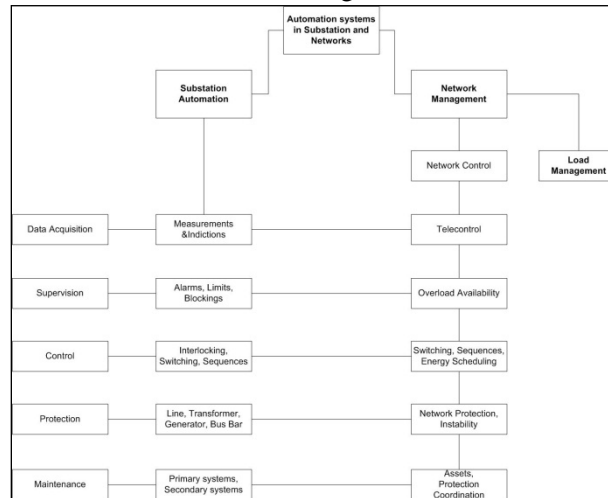 Automation systems
in Substation and
Networks
Substation
Automation
Network
Management
Network Control
Load
Management
Data Acquisition
Measurements
&Indictions
Telecontrol
Supervision
Alarms, Limits,
Blockings
Overload Availability
Control
Interlocking,
Switching, Sequences
Switching, Sequences,
Energy Scheduling
Protection
Line, Transformer,
Generator, Bus Bar
Network Protection,
Instability
Maintenance
Primary systems,
Secondary systems
Assets,
Protection
Coordination